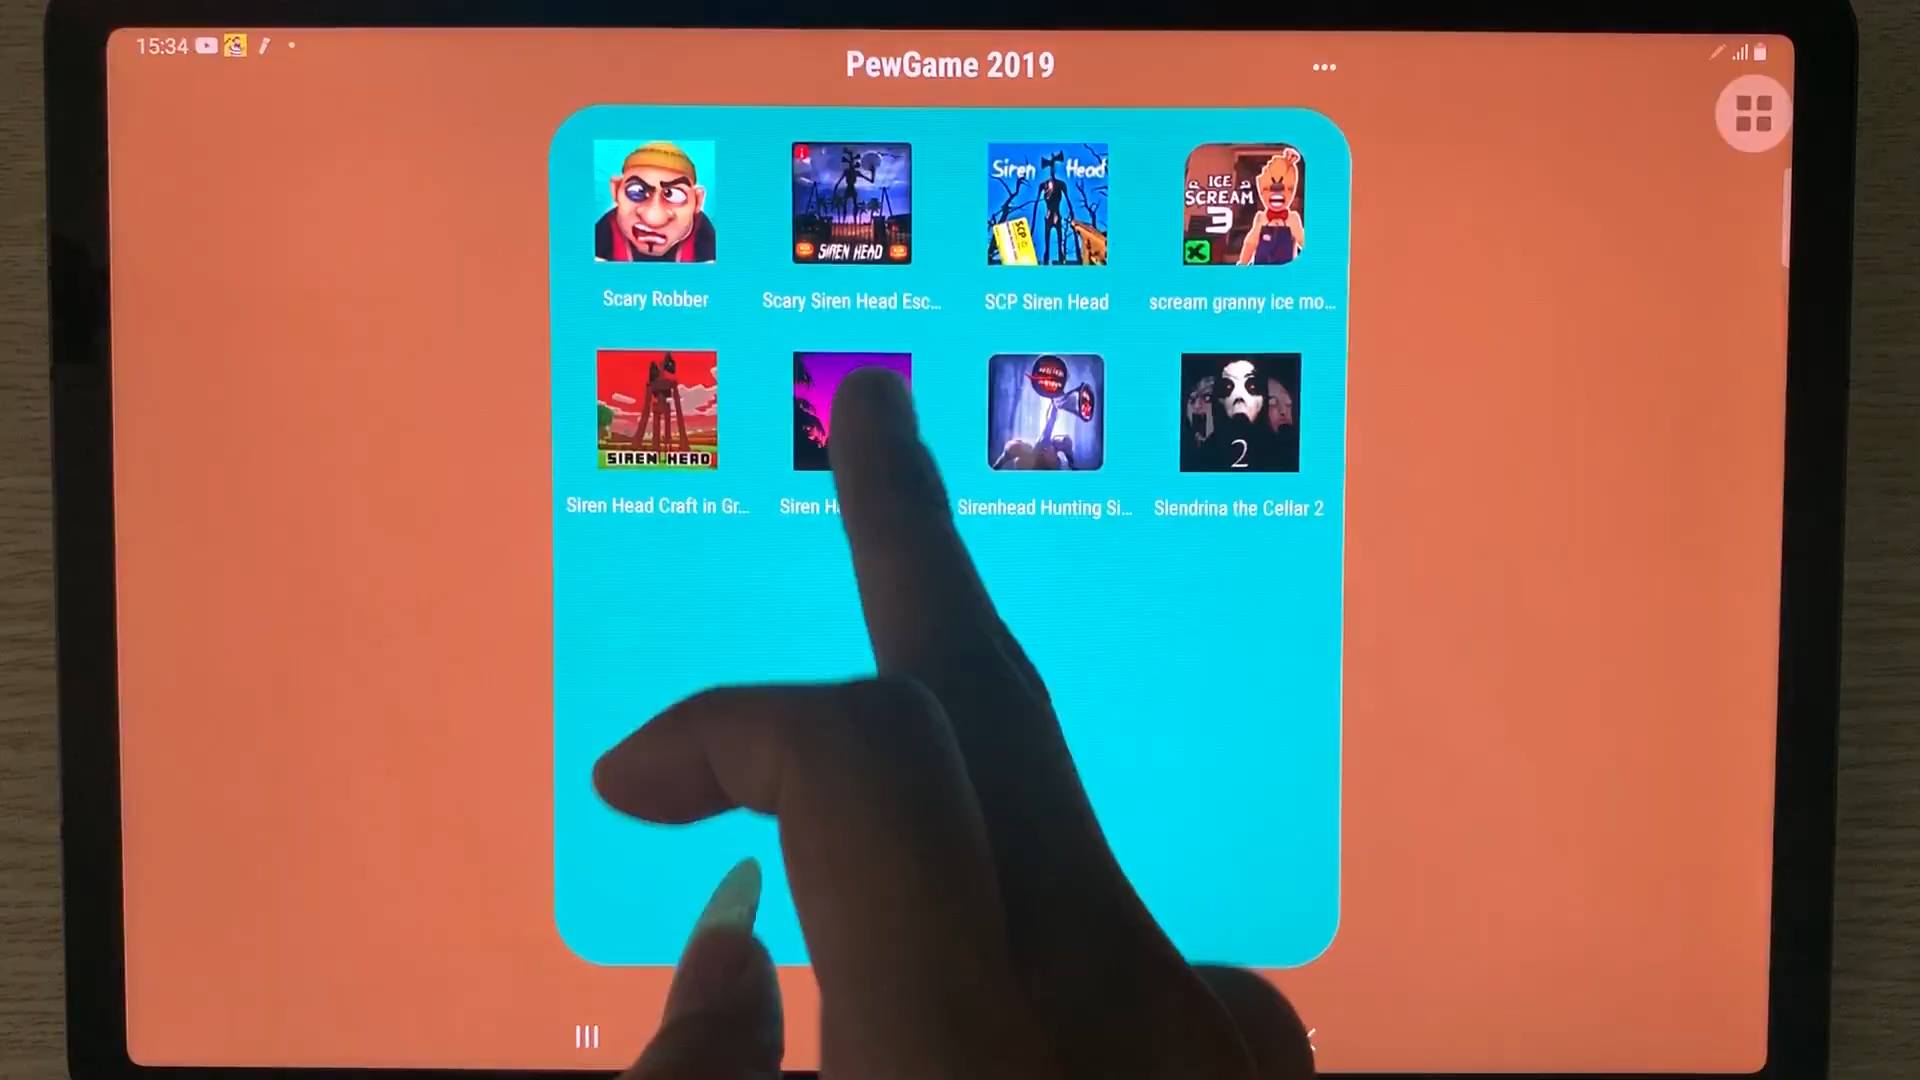 15:34
PewGame 2019
SIREN HEAD
Siren Head
SCP
ICE
SCREAM
3
Scary Robber
Scary Siren Head Esc...
SCP Siren Head
scream granny ice mo...
SIREN HEAD
2
Siren Head Craft in Gr...
Siren
Sirenhead Hunting Si...
Slendrina the Cellar 2